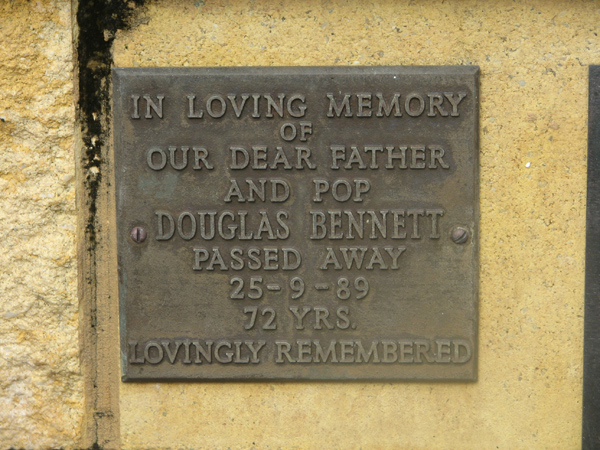 IN LOVING MEMORY
OF
OUR DEAR FATHER
AND POP
DOUGLAS BENNETT
PASSED AWAY
25-9-89
72 YRS.
LOVINGLY REMEMBERED